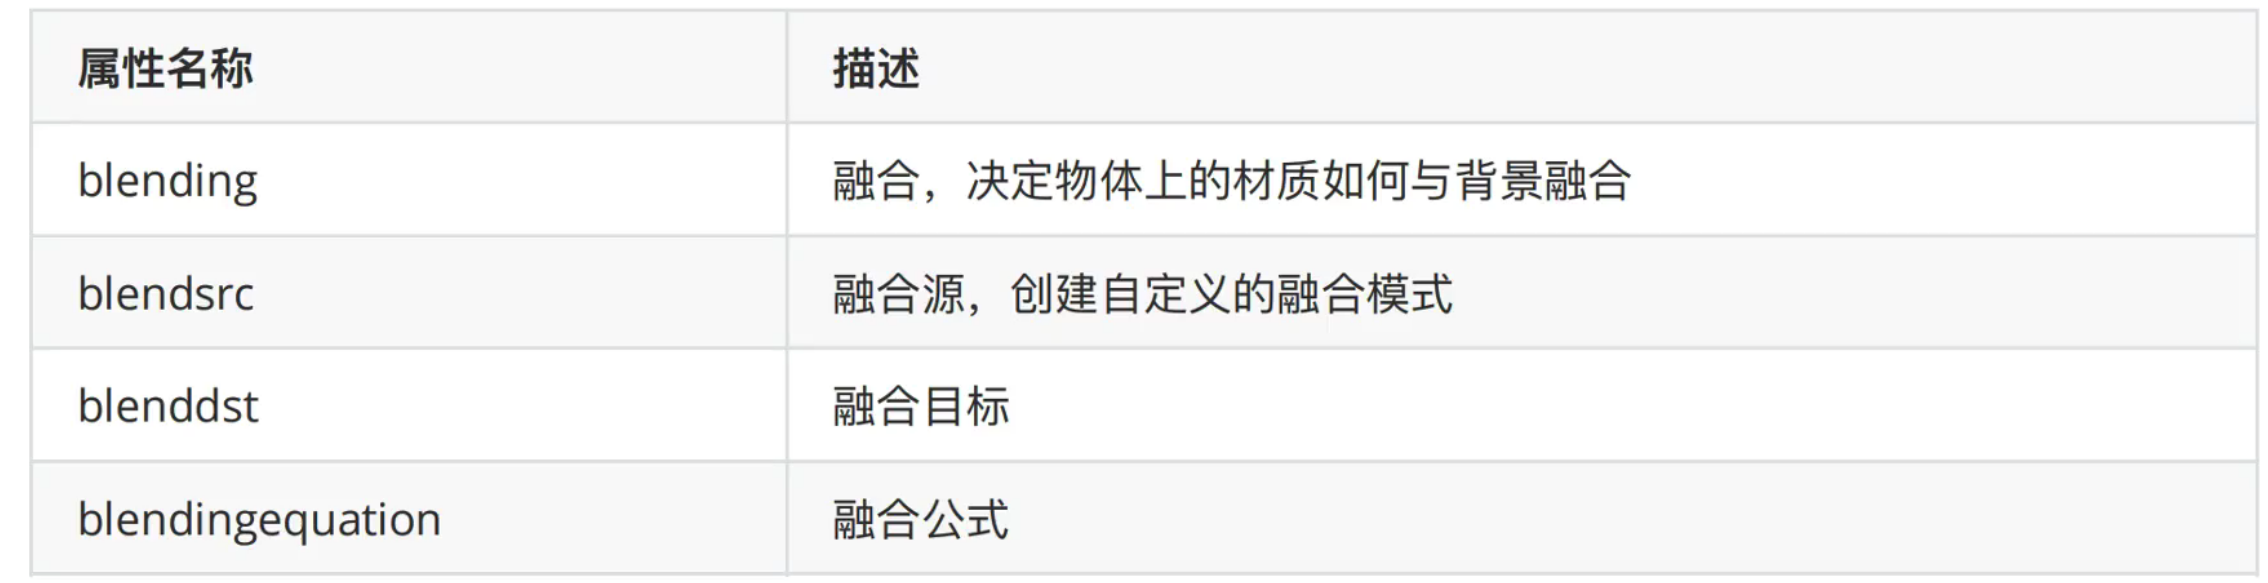 属性名称 描述
blending 融合，决定物体上的材质如何与背景融合
blendsrc 融合源，创建自定义的融合模式
blenddst 融合目标
blendingequation 融合公式